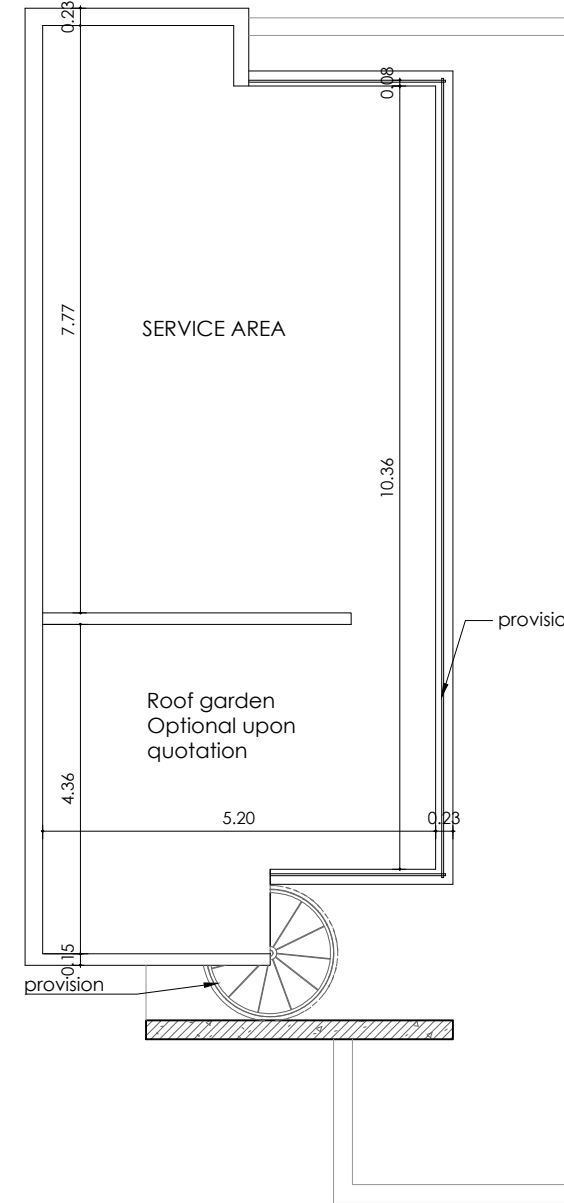 0.23
0.08
7.77
SERVICE AREA
10.36
provisio
Roof garden
Optional upon
quotation
4.36
5.20
0.23
0.15
provision